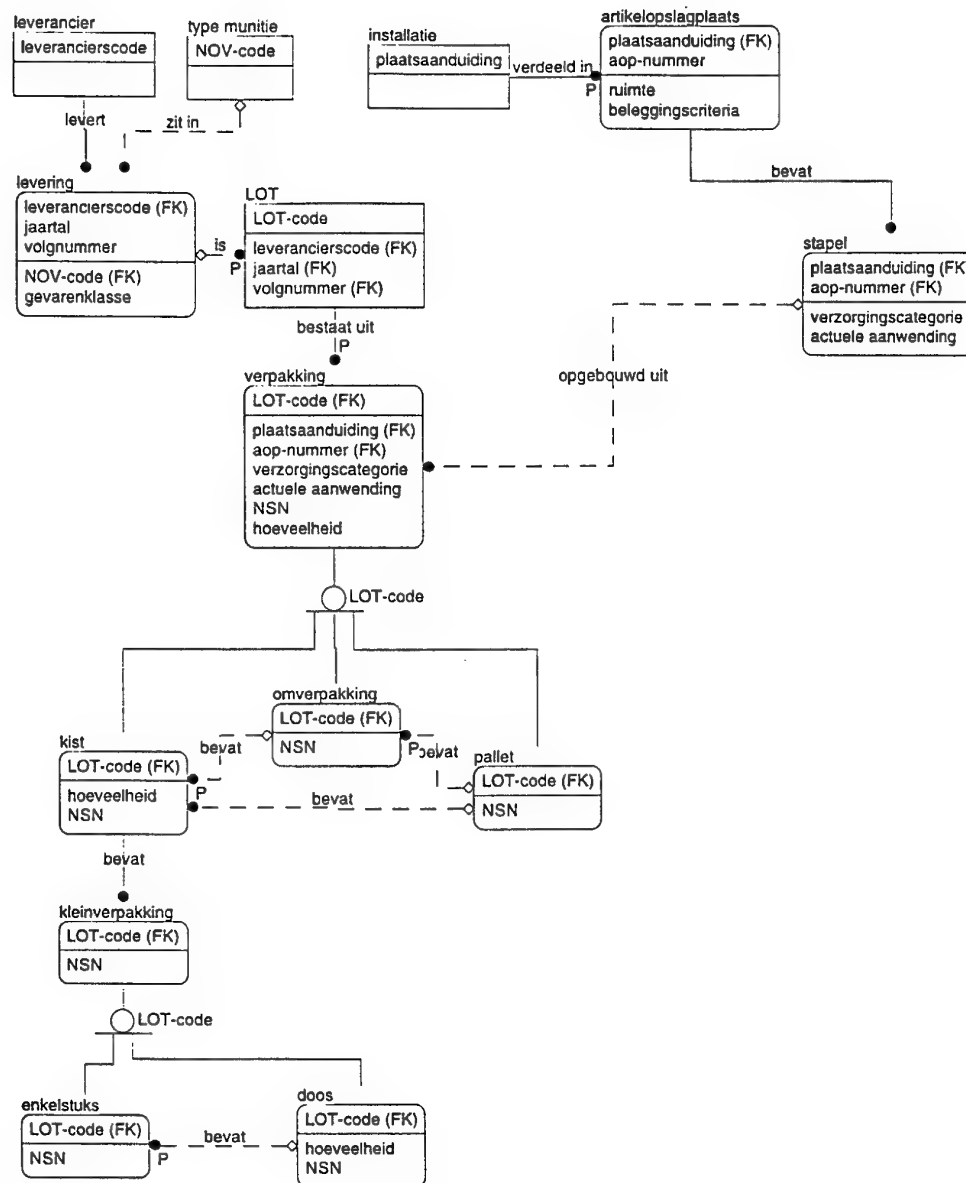 leverancier
leverancierscode
type munitie
NOV-code
installatie
plaatsaanduiding
verdeeld in
P
artikelopslagplaats
plaatsaanduiding (FK)
aop-nummer
ruimte
beleggingscriteria
levert
zit in
bevat
levering
leverancierscode (FK)
jaartal
volgnummer
NOV-code (FK)
gevarenklasse
is
P
LOT
LOT-code
leverancierscode (FK)
jaartal (FK)
volgnummer (FK)
stapel
plaatsaanduiding (FK)
aop-nummer (FK)
verzorgingscategorie
actuele aanwending
bestaat uit
P
opgebouwd uit
verpakking
LOT-code (FK)
plaatsaanduiding (FK)
aop-nummer (FK)
verzorgingscategorie
actuele aanwending
NSN
hoeveelheid
LOT-code
omverpakking
LOT-code (FK)
NSN
kist
LOT-code (FK)
hoeveelheid
NSN
bevat
P
P
bevat
pallet
LOT-code (FK)
NSN
bevat
bevat
kleinverpakking
LOT-code (FK)
NSN
LOT-code
enkelstuks
LOT-code (FK)
NSN
bevat
P
doos
LOT-code (FK)
hoeveelheid
NSN